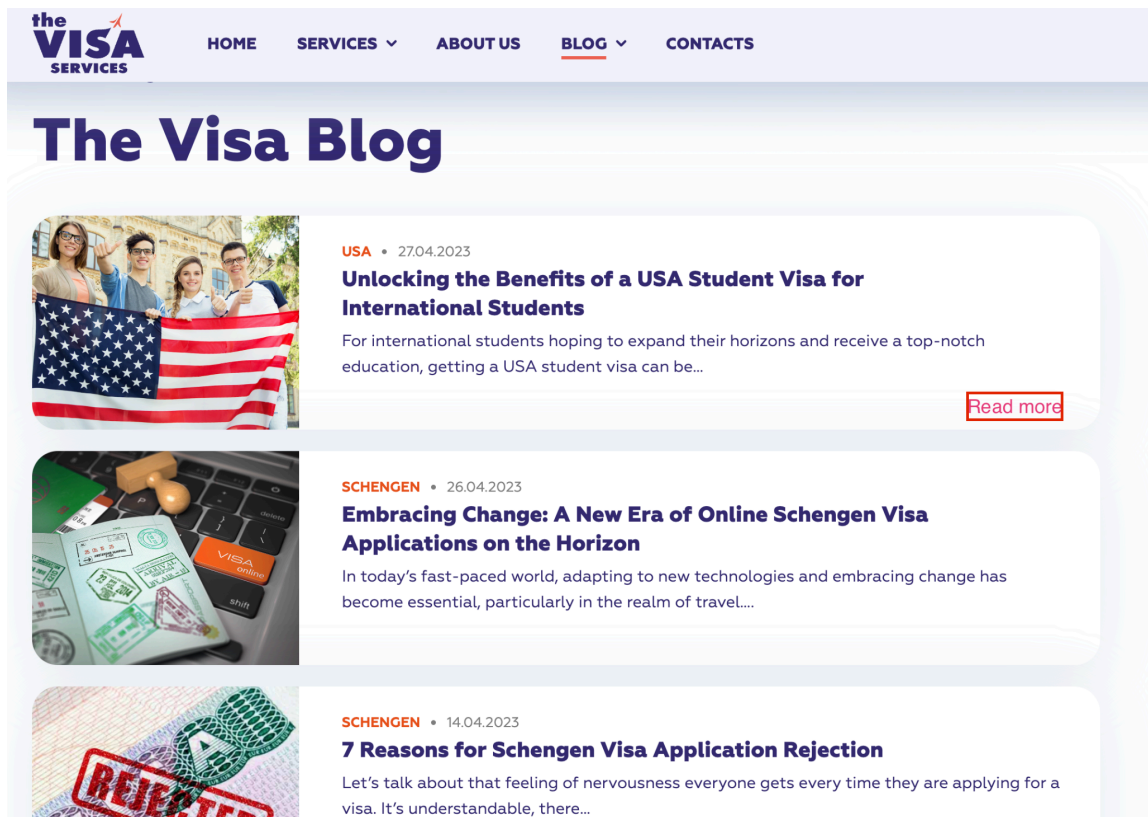 the
VISA
SERVICES
HOME
SERVICES
ABOUT US
BLOG
CONTACTS
The Visa Blog
USA • 27.04.2023
Unlocking the Benefits of a USA Student Visa for
International Students
For international students hoping to expand their horizons and receive a top-notch
education, getting a USA student visa can be...
Read more
delete
VISA
online
shift
SCHENGEN • 26.04.2023
Embracing Change: A New Era of Online Schengen Visa
Applications on the Horizon
In today's fast-paced world, adapting to new technologies and embracing change has
become essential, particularly in the realm of travel....
REJECTED
SCHENGEN • 14.04.2023
7 Reasons for Schengen Visa Application Rejection
Let's talk about that feeling of nervousness everyone gets every time they are applying for a
visa. It's understandable, there...